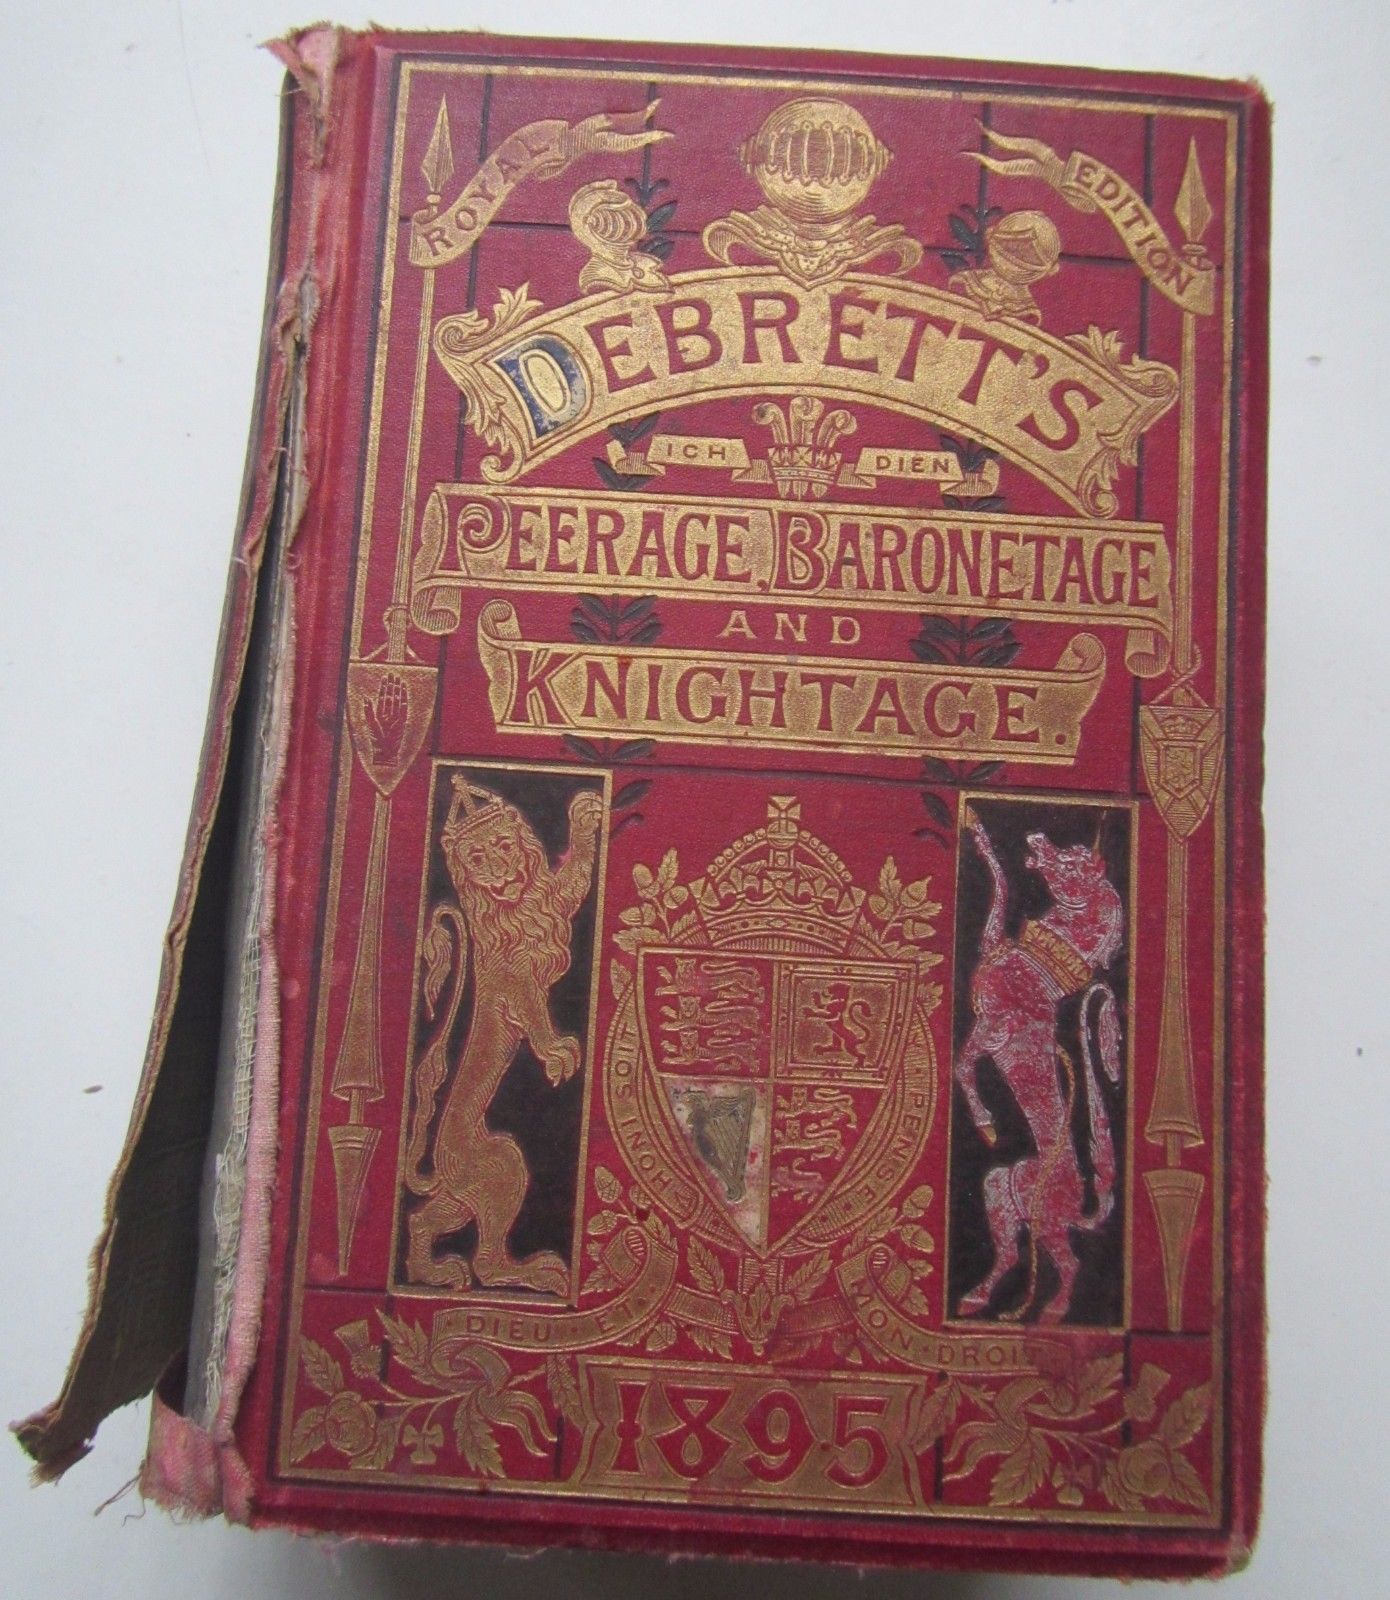 ROYAL EDITION
DEBRETT'S
ICH DIEN
PEERAGE, BARONETAGE
AND
KNIGHTAGE.
HONI SOIT PENSE
DIEU · ET · MON · DROIT
1895